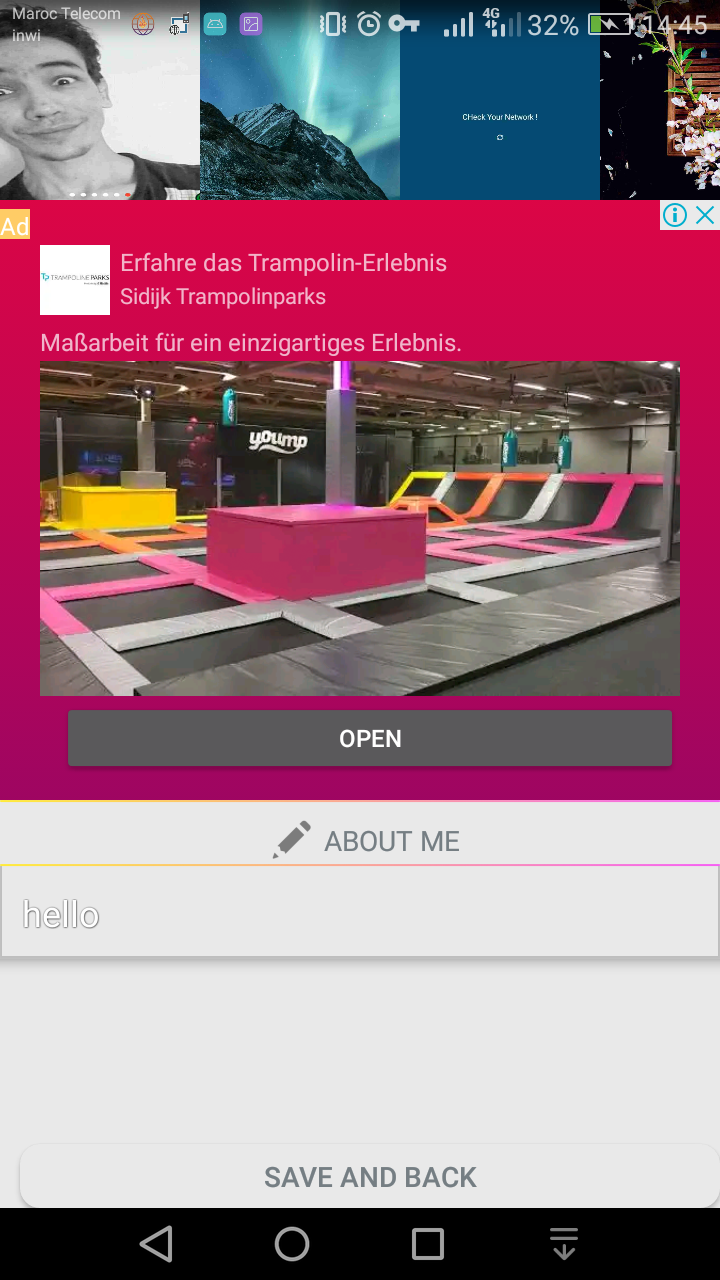 Maroc Telecom
inwi
4G
32%
14:45
CHeck Your Network !
Ad
TP TRAMPOLINE PARKS
Erfahre das Trampolin-Erlebnis
Sidijk Trampolinparks
Maßarbeit für ein einzigartiges Erlebnis.
yoump
OPEN
ABOUT ME
hello
SAVE AND BACK